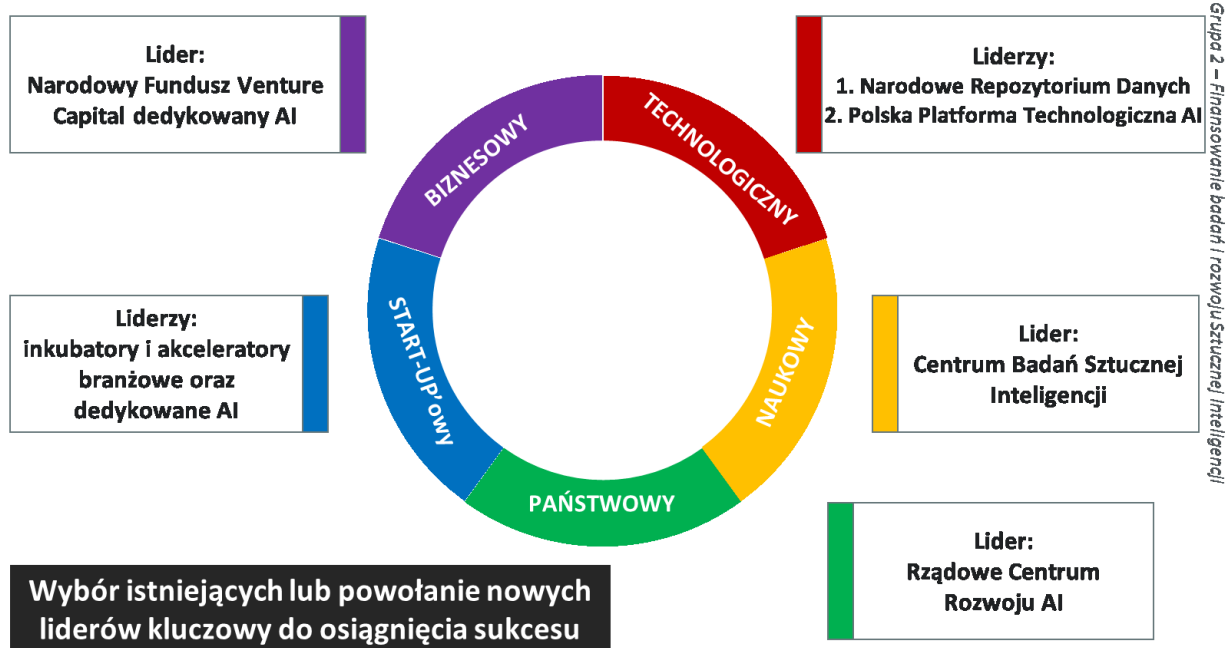 Lider:
Narodowy Fundusz Venture
Capital dedykowany AI
Liderzy:
1. Narodowe Repozytorium Danych
2. Polska Platforma Technologiczna AI
Grupa 2 – Finansowanie badań i rozwoju Sztucznej Inteligencji
BIZNESOWY
TECHNOLOGICZNY
Liderzy:
inkubatory i akceleratory
branżowe oraz
dedykowane AI
START-UP’owy
NAUKOWY
Lider:
Centrum Badań Sztucznej
Inteligencji
PAŃSTWOWY
Lider:
Rządowe Centrum
Rozwoju AI
Wybór istniejących lub powołanie nowych
liderów kluczowy do osiągnięcia sukcesu